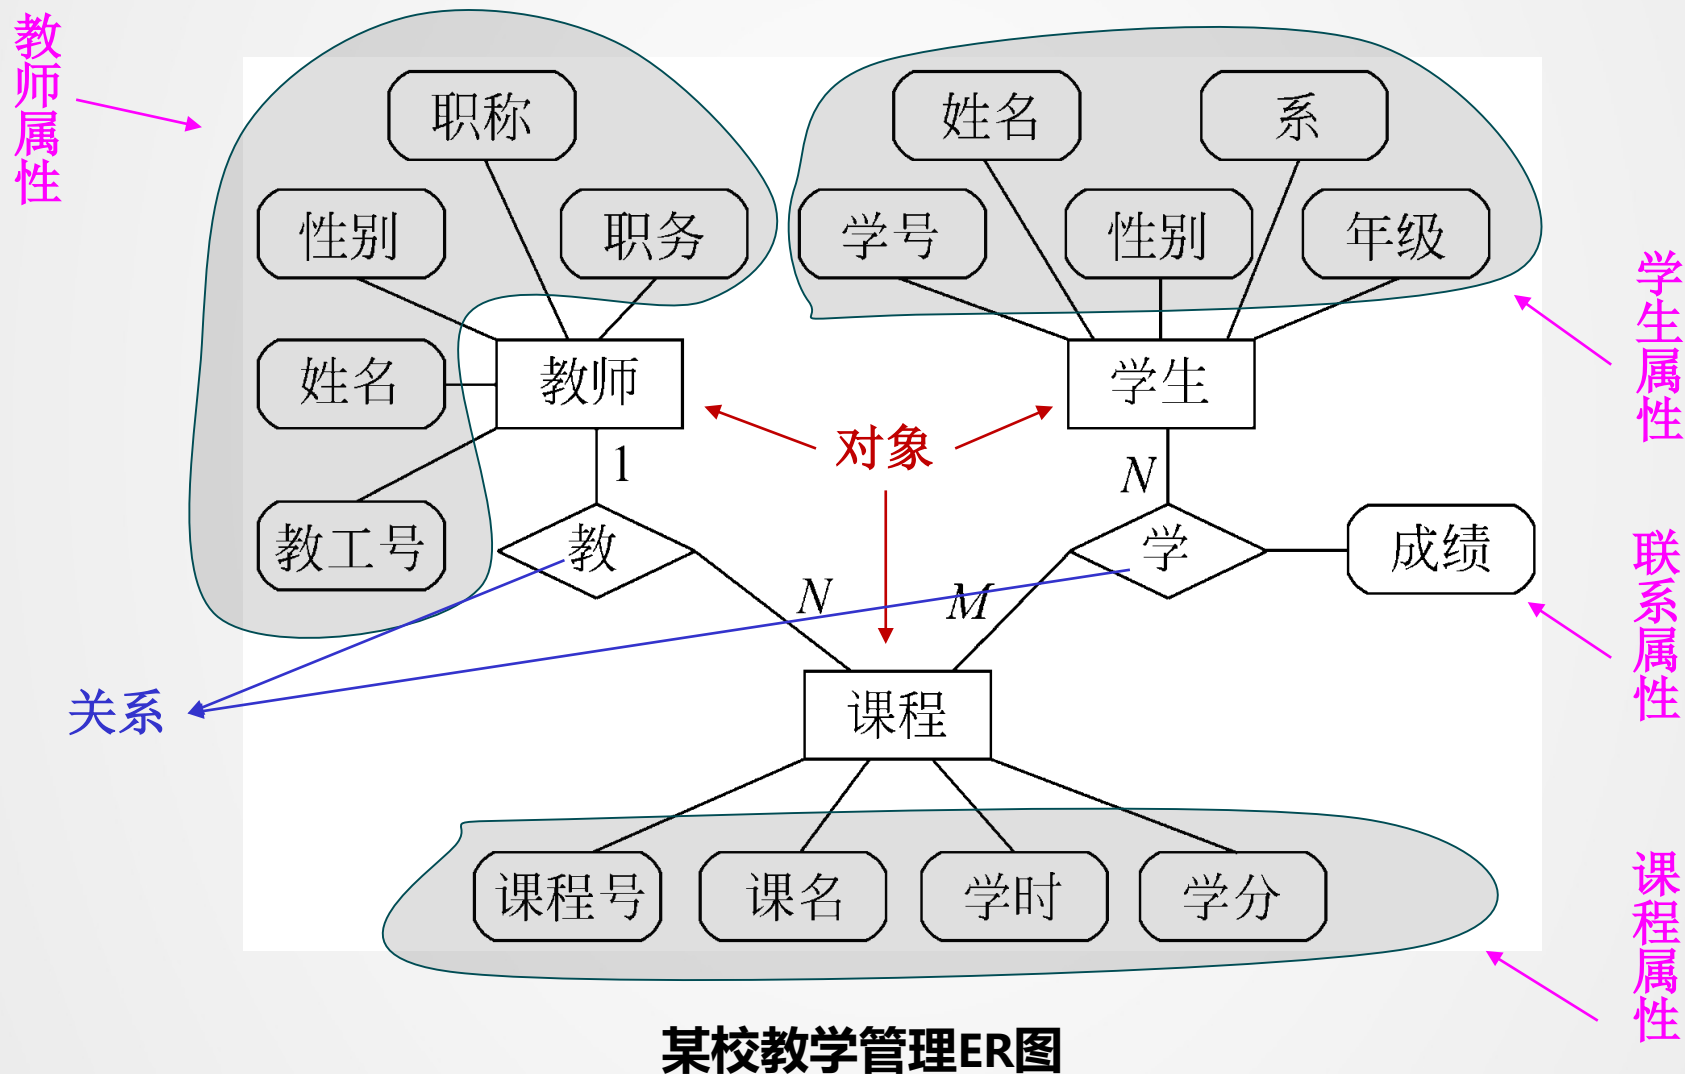 教师属性
职称
姓名
系
性别
职务
学号
性别
年级
学生属性
姓名
教师
学生
对象
1
N
教工号
教
学
成绩
联系属性
N
M
关系
课程
课程号
课名
学时
学分
课程属性
某校教学管理ER图